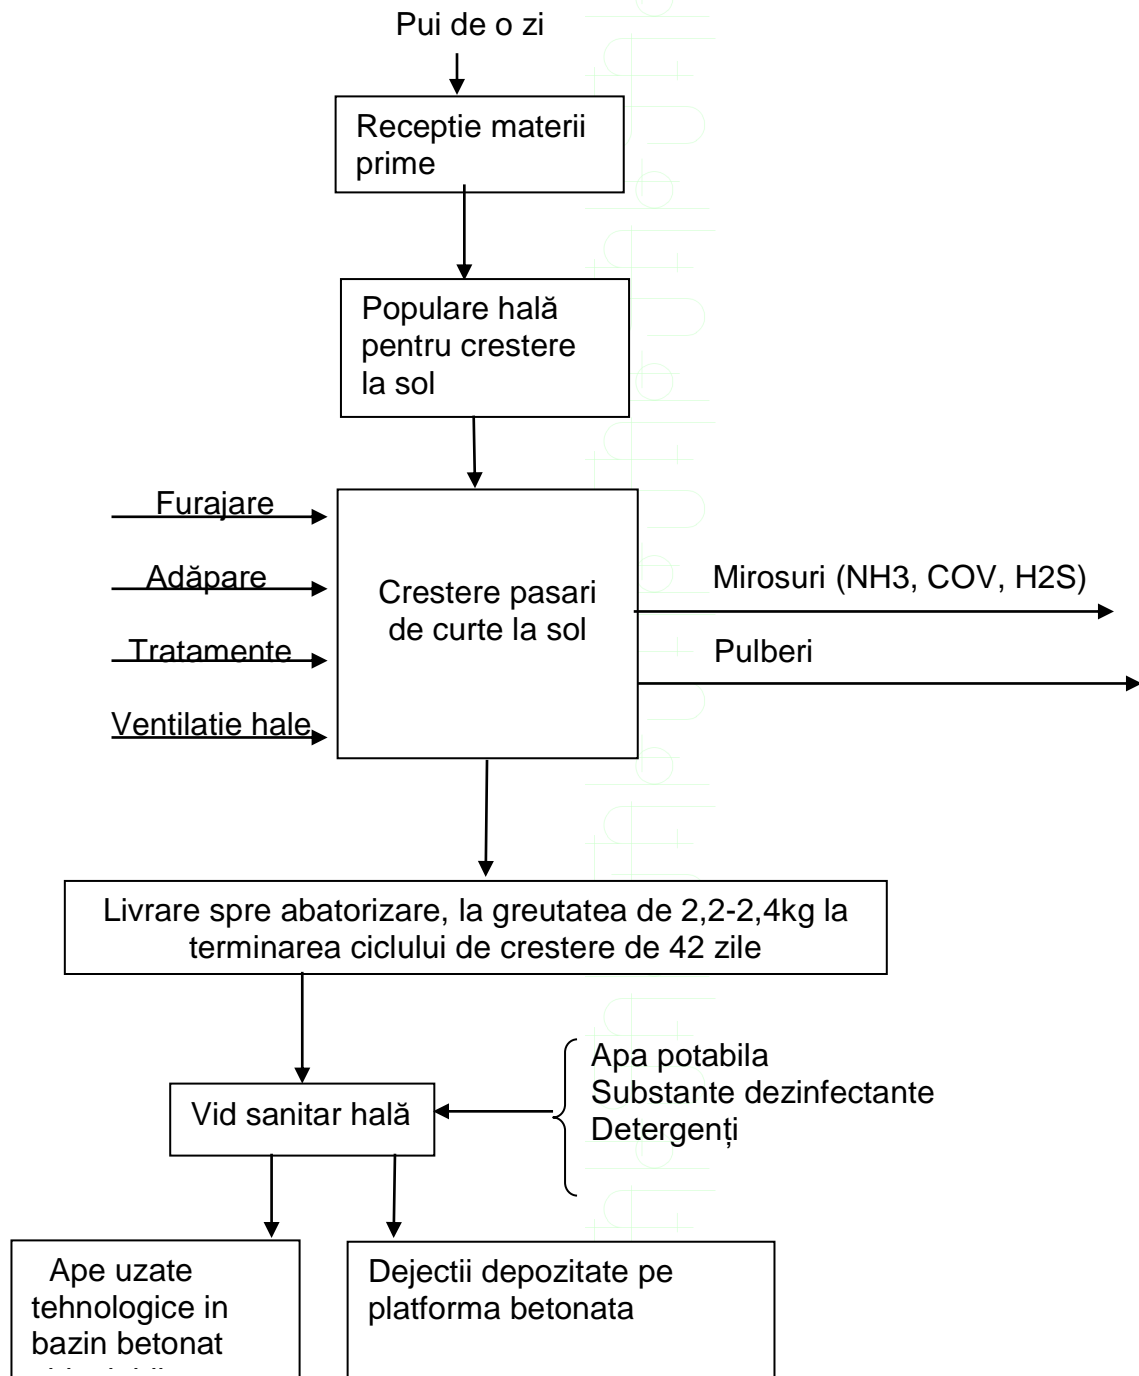 Pui de o zi
Receptie materii
prime
Populare hală
pentru crestere
la sol
Furajare
Adăpare
Tratamente
Ventilatie hale
Crestere pasari
de curte la sol
Mirosuri (NH3, COV, H2S)
Pulberi
Livrare spre abatorizare, la greutatea de 2,2-2,4kg la
terminarea ciclului de crestere de 42 zile
Vid sanitar hală
Apa potabila
Substante dezinfectante
Detergenți
Ape uzate
tehnologice in
bazin betonat
Dejectii depozitate pe
platforma betonata